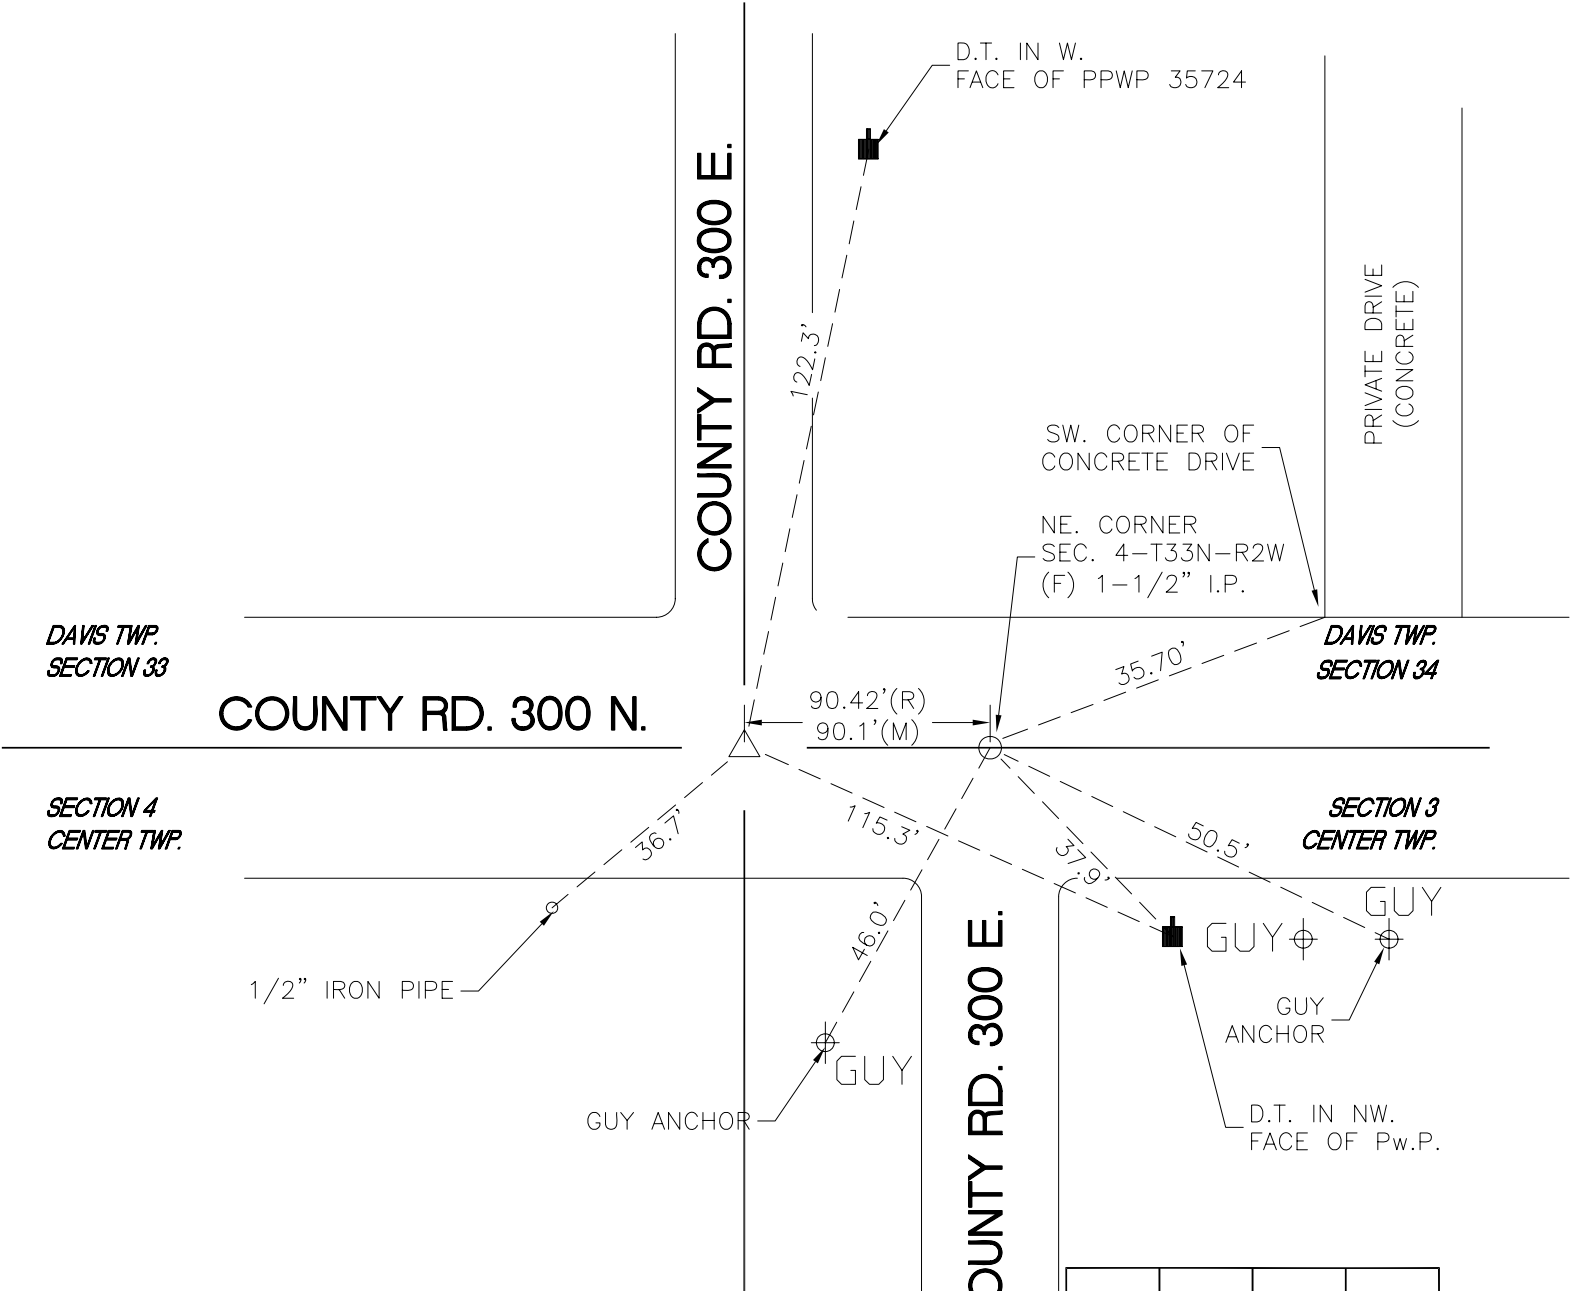 D.T. IN W.
FACE OF PPWP 35724
COUNTY RD. 300 E.
122.3'
PRIVATE DRIVE
(CONCRETE)
SW. CORNER OF
CONCRETE DRIVE
NE. CORNER
SEC. 4-T33N-R2W
(F) 1-1/2" I.P.
DAVIS TWP.
SECTION 33
DAVIS TWP.
SECTION 34
35.70'
COUNTY RD. 300 N.
90.42'(R)
90.1'(M)
SECTION 4
CENTER TWP.
SECTION 3
CENTER TWP.
36.7'
115.3'
37.9'
50.5'
46.0'
GUY
GUY
1/2" IRON PIPE
GUY
ANCHOR
GUY
GUY ANCHOR
COUNTY RD. 300 E.
D.T. IN NW.
FACE OF Pw.P.